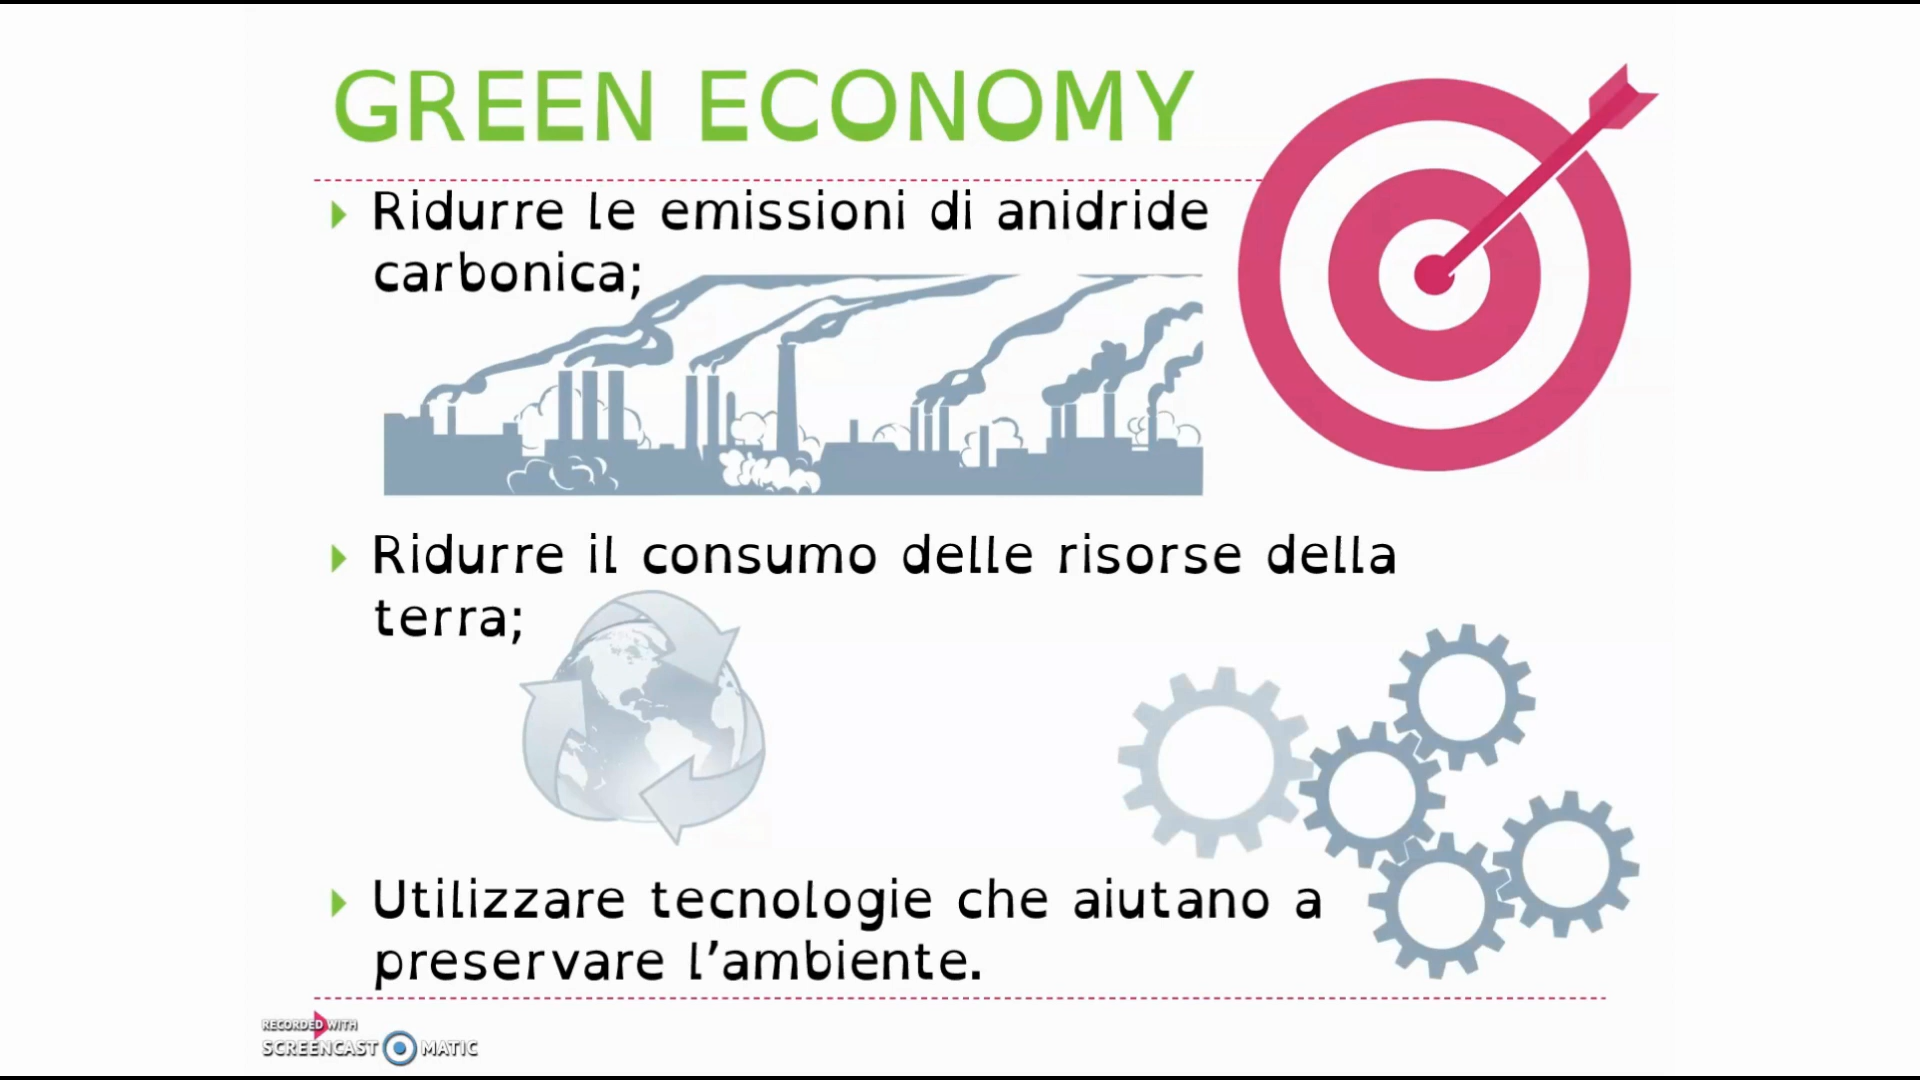 GREEN ECONOMY
Ridurre le emissioni di anidride
carbonica;
Ridurre il consumo delle risorse della
terra;
Utilizzare tecnologie che aiutano a
preservare l’ambiente.
RECORDED WITH
SCREENCAST MATIC